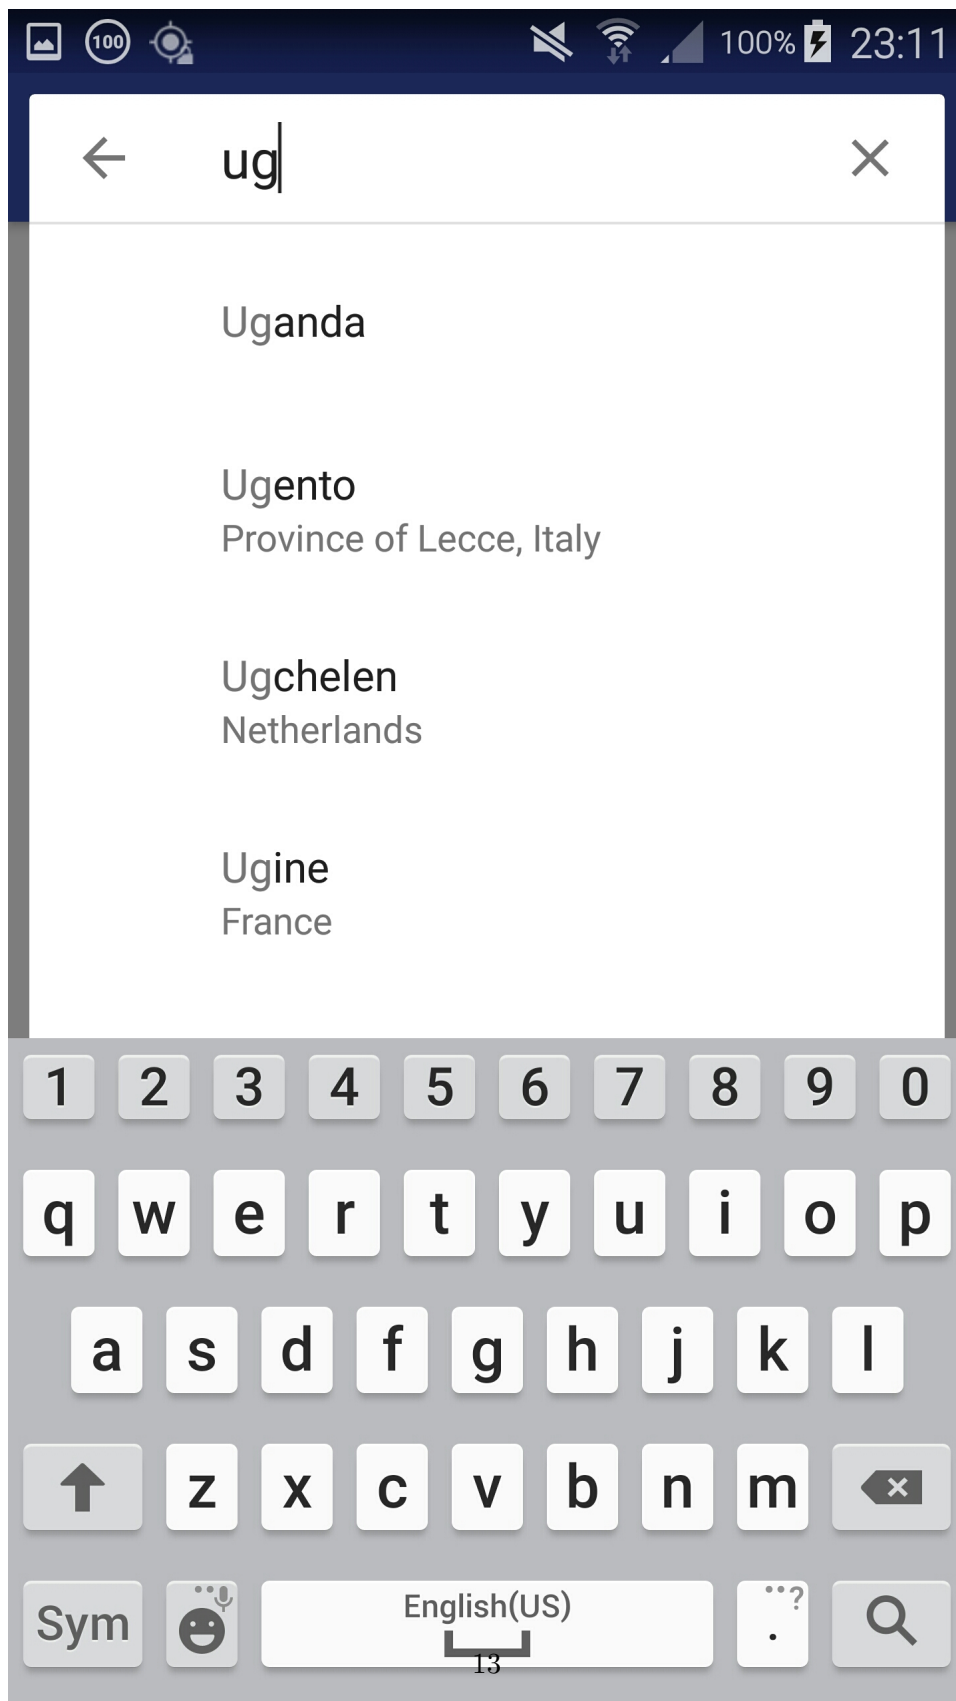 100 100% 23:11
ug
Uganda
Ugento
Province of Lecce, Italy
Ugchelen
Netherlands
Ugine
France
1 2 3 4 5 6 7 8 9 0
q w e r t y u i o p
a s d f g h j k l
z x c v b n m
Sym English(US) . ?
13